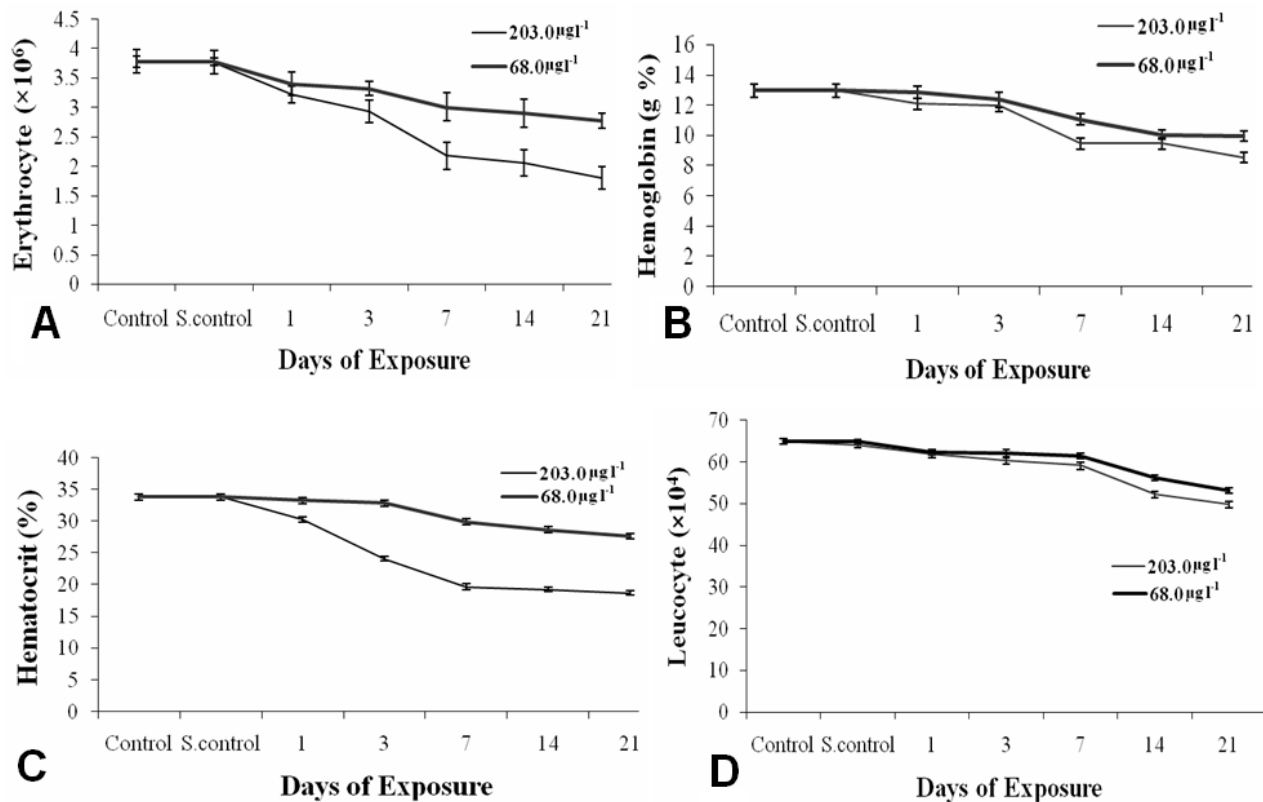 4.5
4
3.5
3
2.5
2
1.5
1
0.5
0
Erythrocyte (×10⁶)
203.0µgl⁻¹
68.0µgl⁻¹
Control S.control 1 3 7 14 21
Days of Exposure
A
16
14
12
10
8
6
4
2
0
Hemoglobin (g %)
203.0µgl⁻¹
68.0µgl⁻¹
Control S.control 1 3 7 14 21
Days of Exposure
B
40
35
30
25
20
15
10
5
0
Hematocrit (%)
203.0µgl⁻¹
68.0µgl⁻¹
Control S.control 1 3 7 14 21
Days of Exposure
C
70
60
50
40
30
20
10
0
Leucocyte (×10⁴)
203.0µgl⁻¹
68.0µgl⁻¹
Control S.control 1 3 7 14 21
Days of Exposure
D